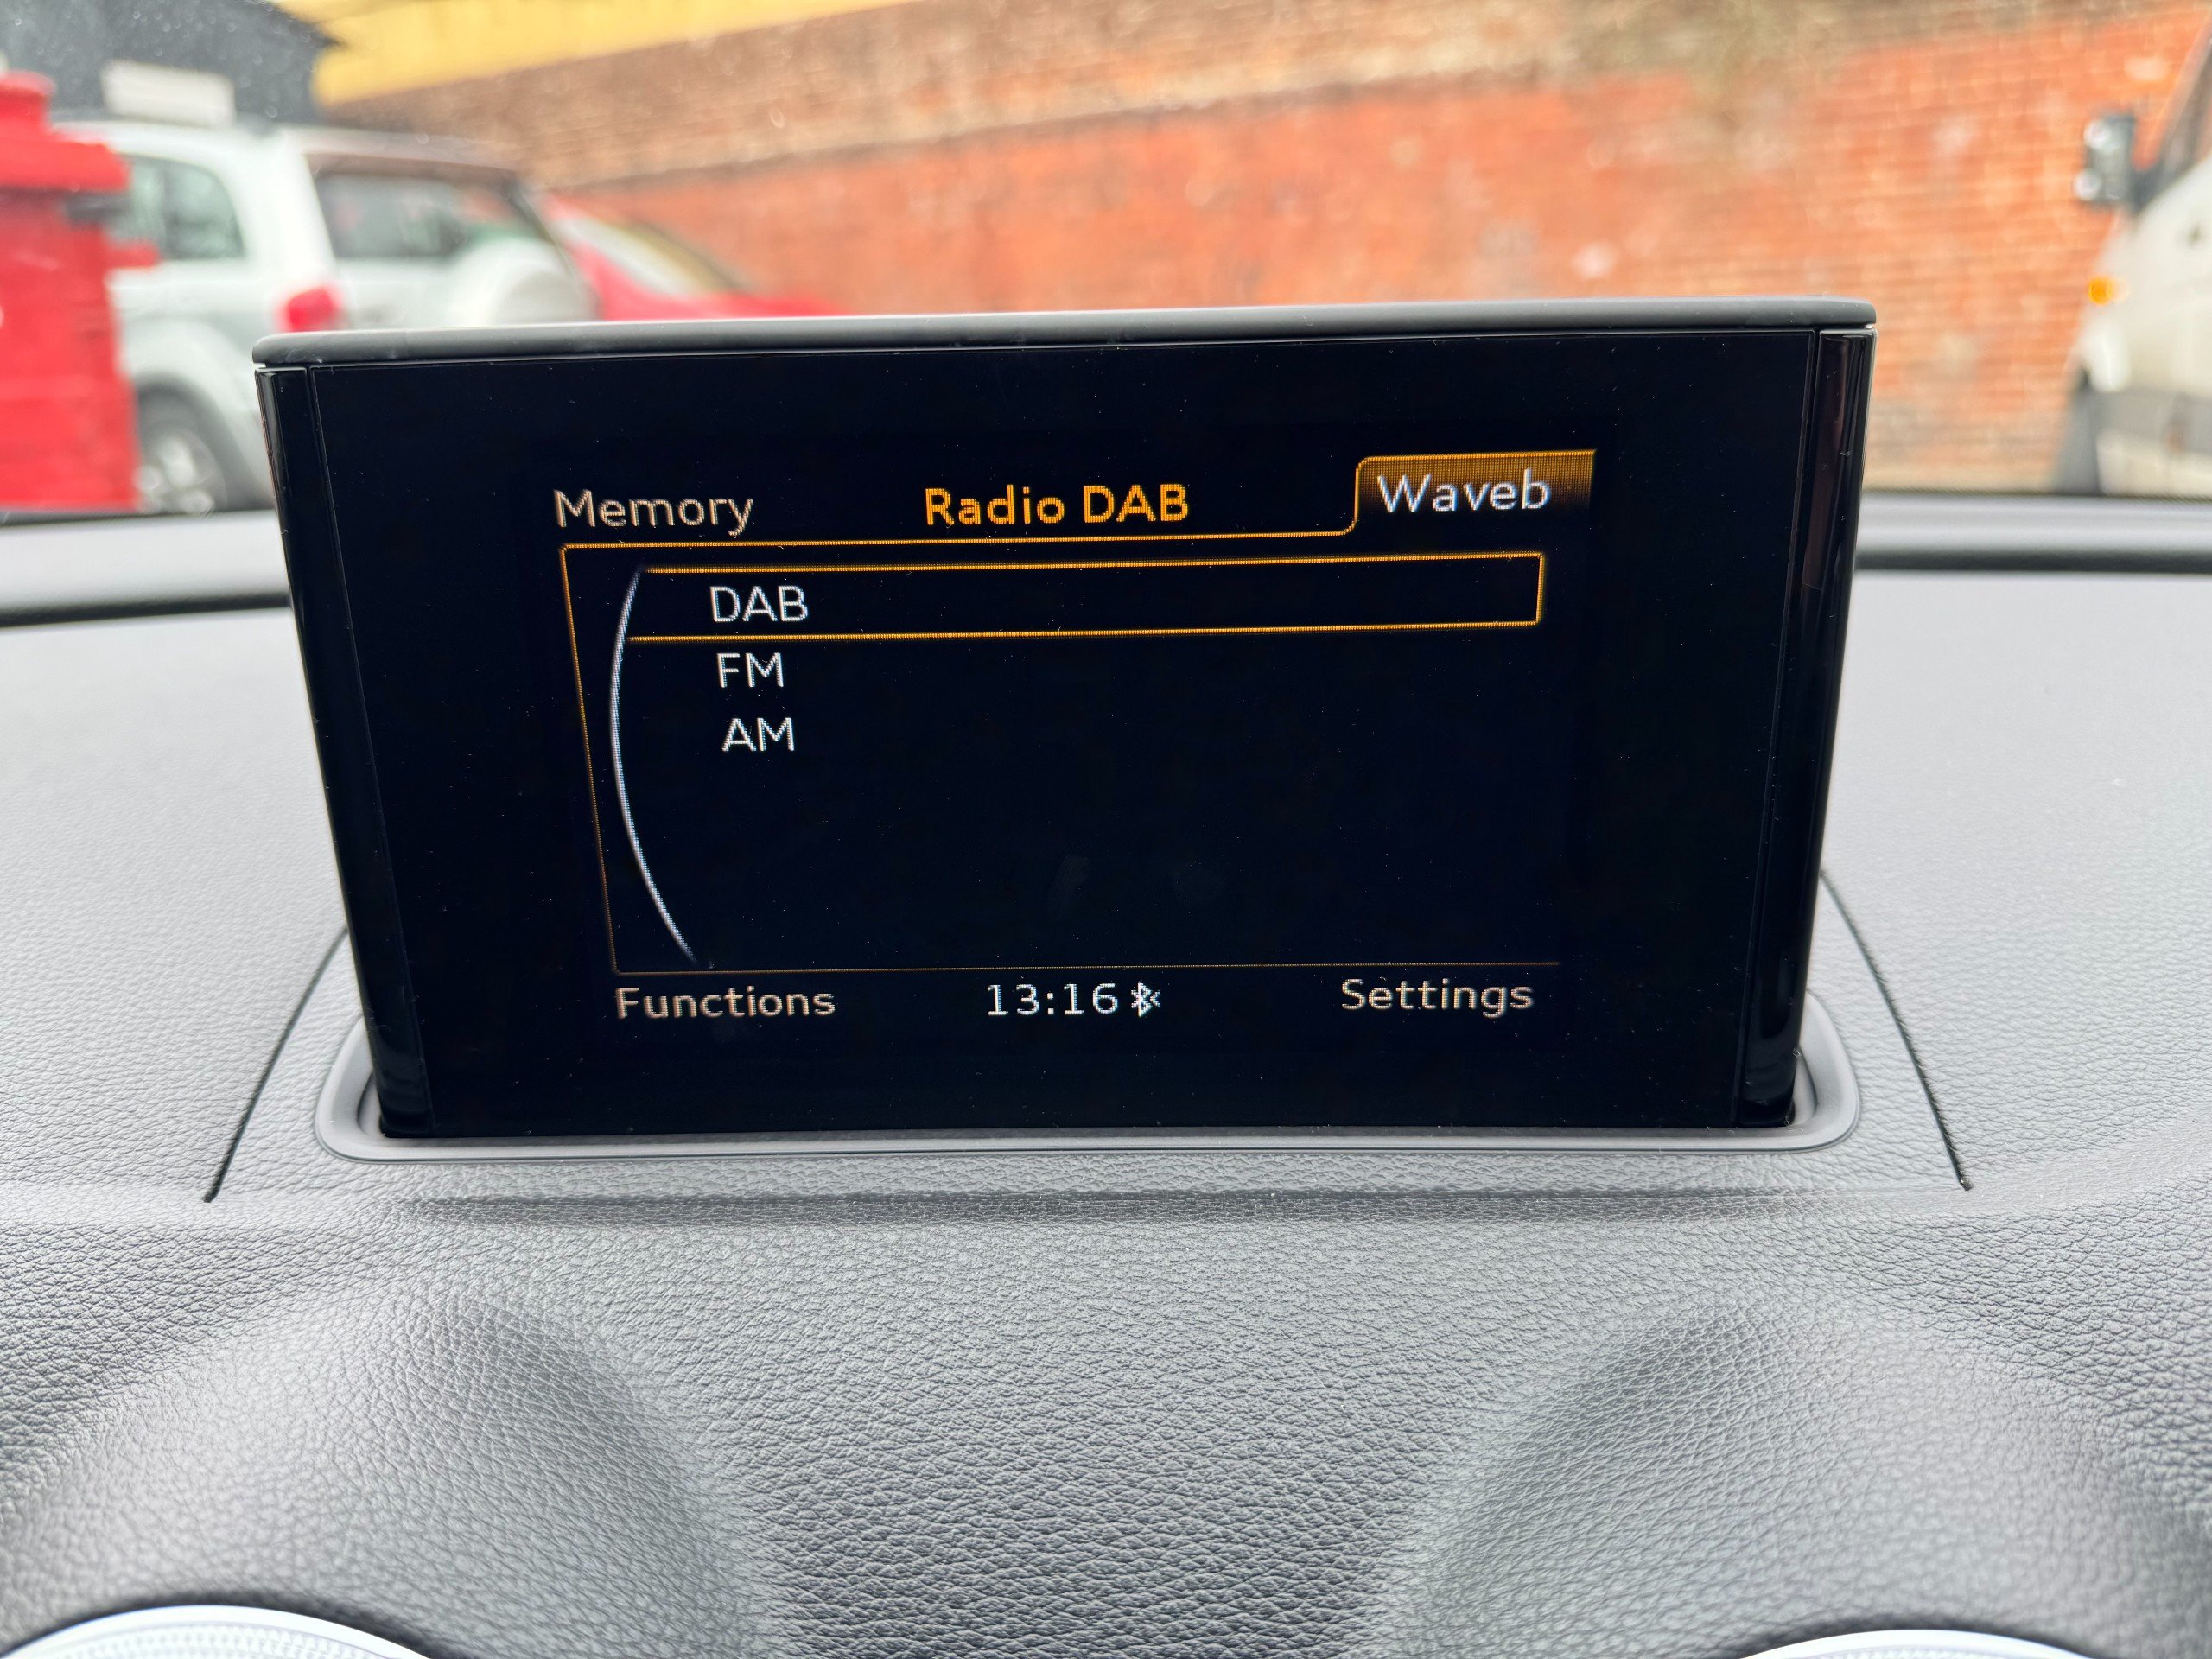 Memory Radio DAB Waveb
DAB
FM
AM
Functions 13:16 Settings